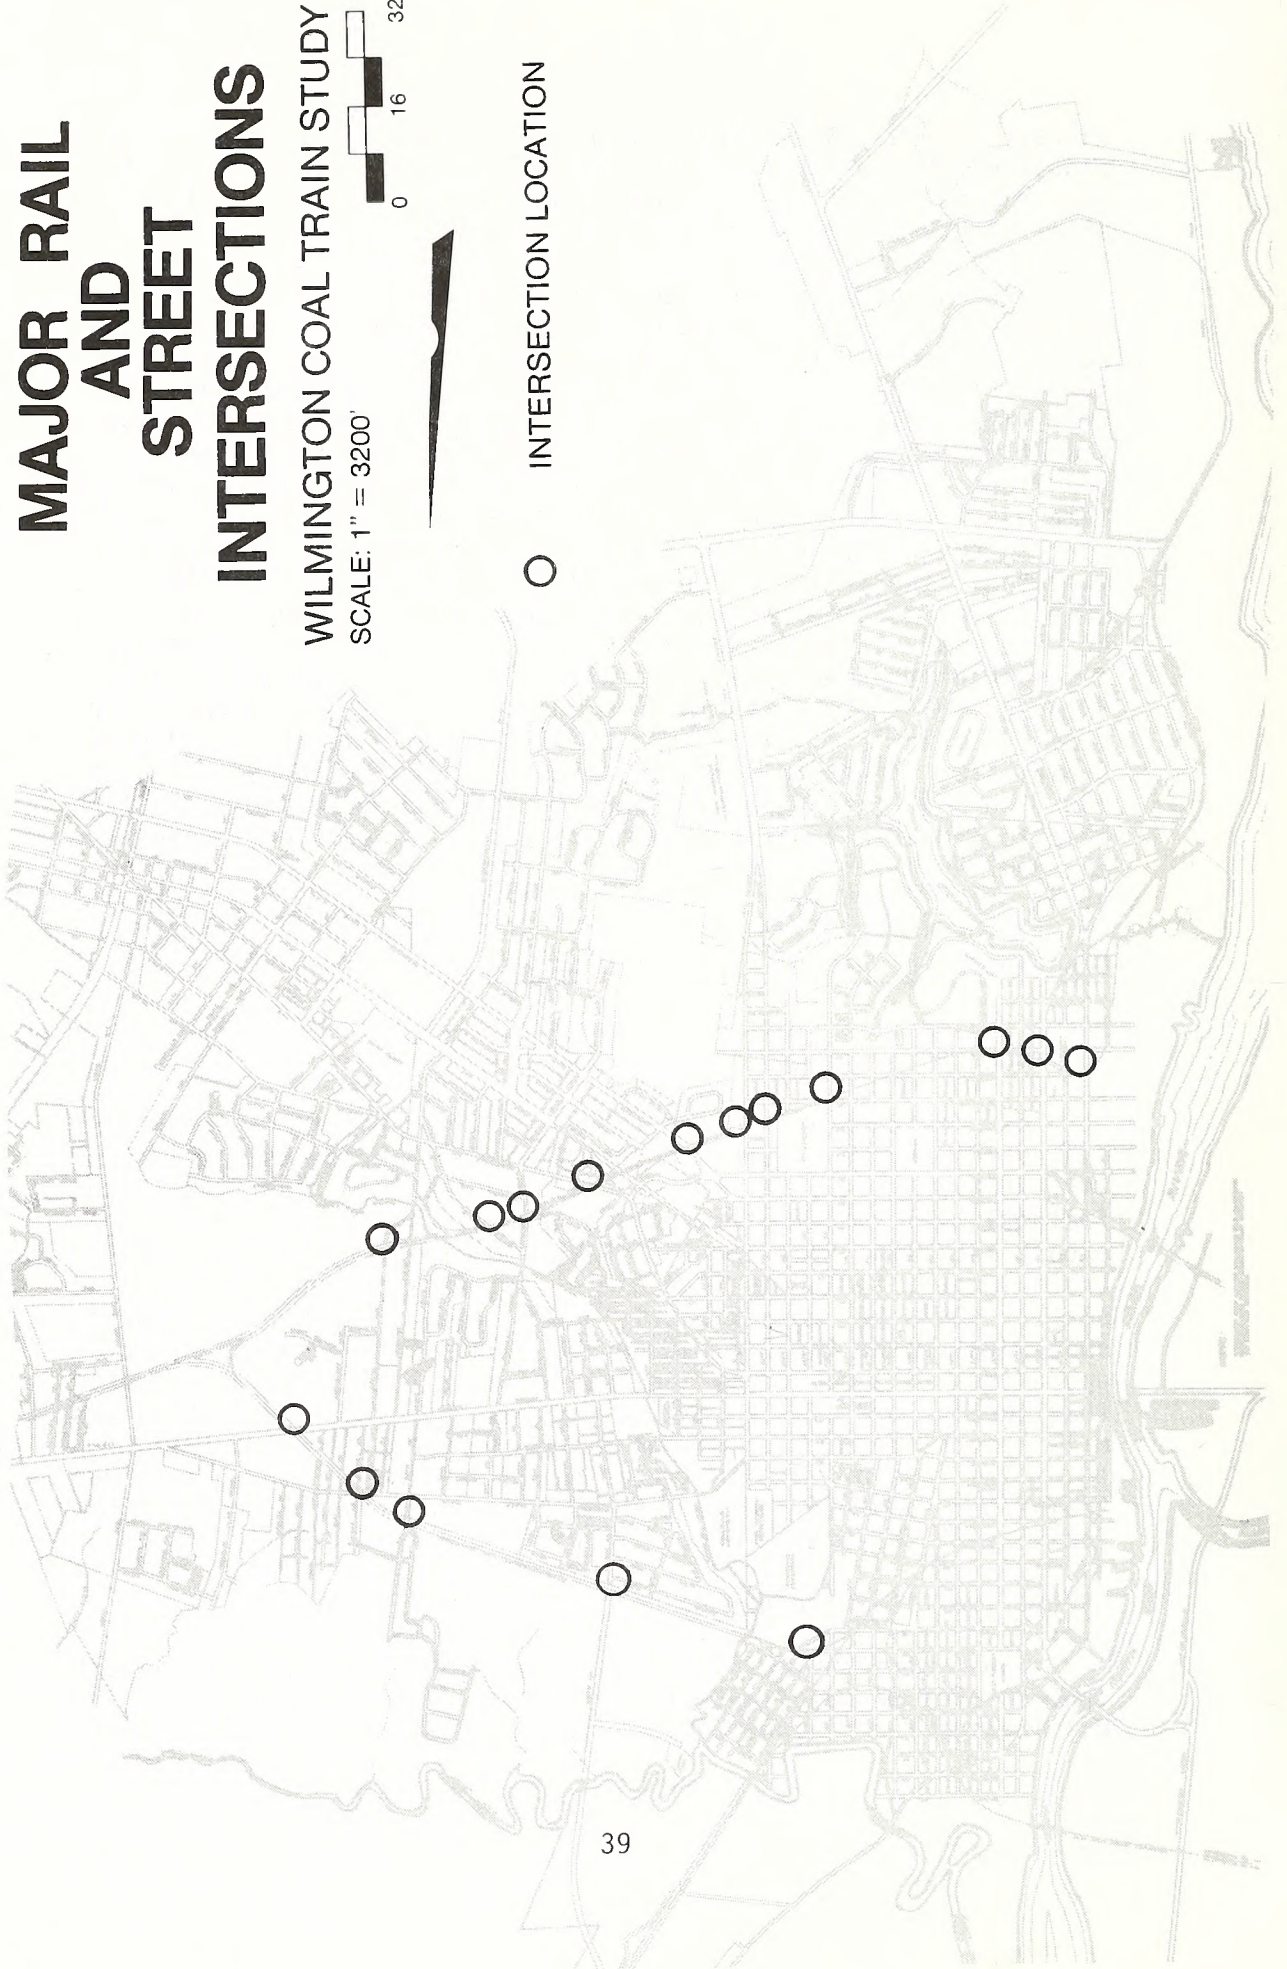 MAJOR RAIL
AND
STREET
INTERSECTIONS
WILMINGTON COAL TRAIN STUDY
SCALE: 1" = 3200'
0 16 32
INTERSECTION LOCATION
39